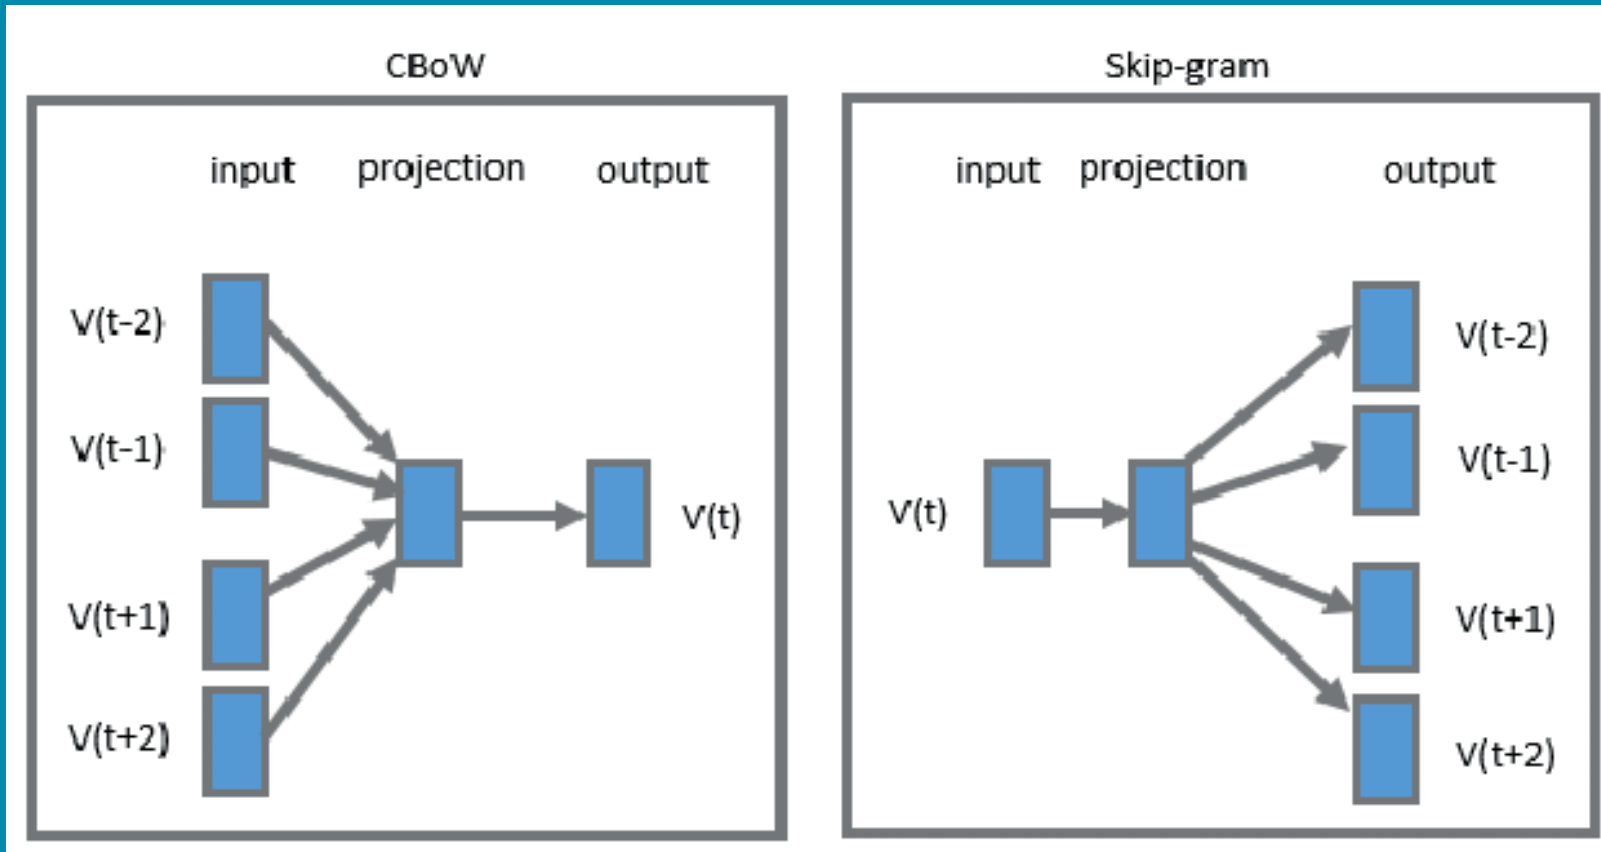 CBoW
input projection output
V(t-2)
V(t-1)
V(t)
V(t+1)
V(t+2)
Skip-gram
input projection output
V(t-2)
V(t-1)
V(t)
V(t+1)
V(t+2)